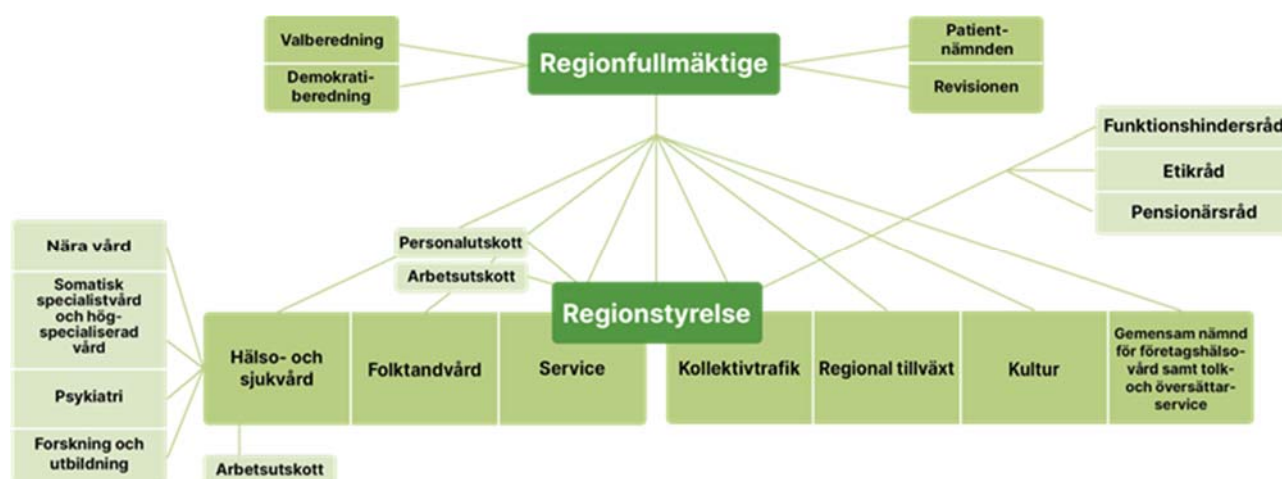 Valberedning
Demokrati-
beredning
Regionfullmäktige
Patient-
nämnden
Revisionen
Funktionshindersråd
Etikråd
Pensionärsråd
Personalutskott
Arbetsutskott
Nära vård
Somatisk
specialistvård
och hög-
specialiserad
vård
Psykiatri
Forskning och
utbildning
Regionstyrelse
Hälso- och
sjukvård
Folktandvård
Service
Kollektivtrafik
Regional tillväxt
Kultur
Gemensam nämnd
för företagshälso-
vård samt tolk-
och översättar-
service
Arbetsutskott